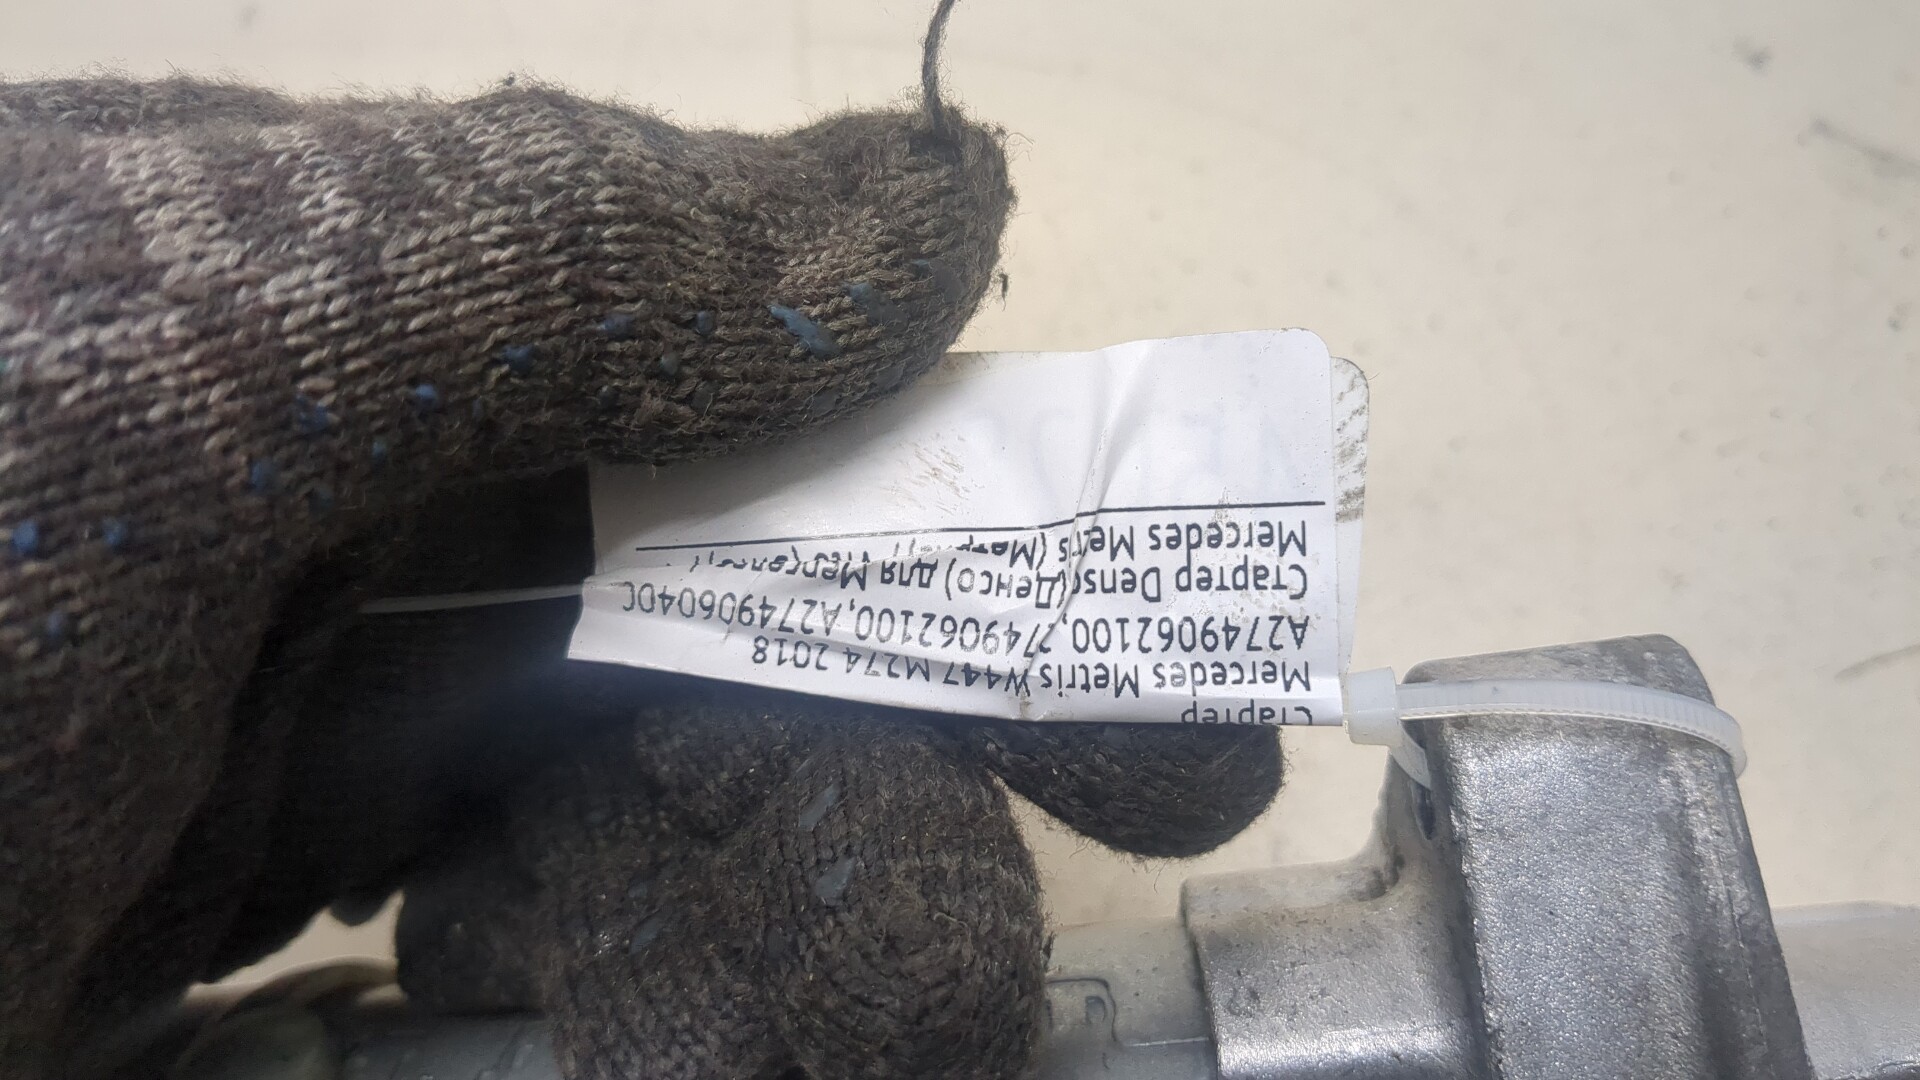 Стартер
Mercedes Metris W447 M274 2018
A2749062100, 2749062100, A274906040C
Стартер Denso (Денсо) для Мерседес
Mercedes Metris